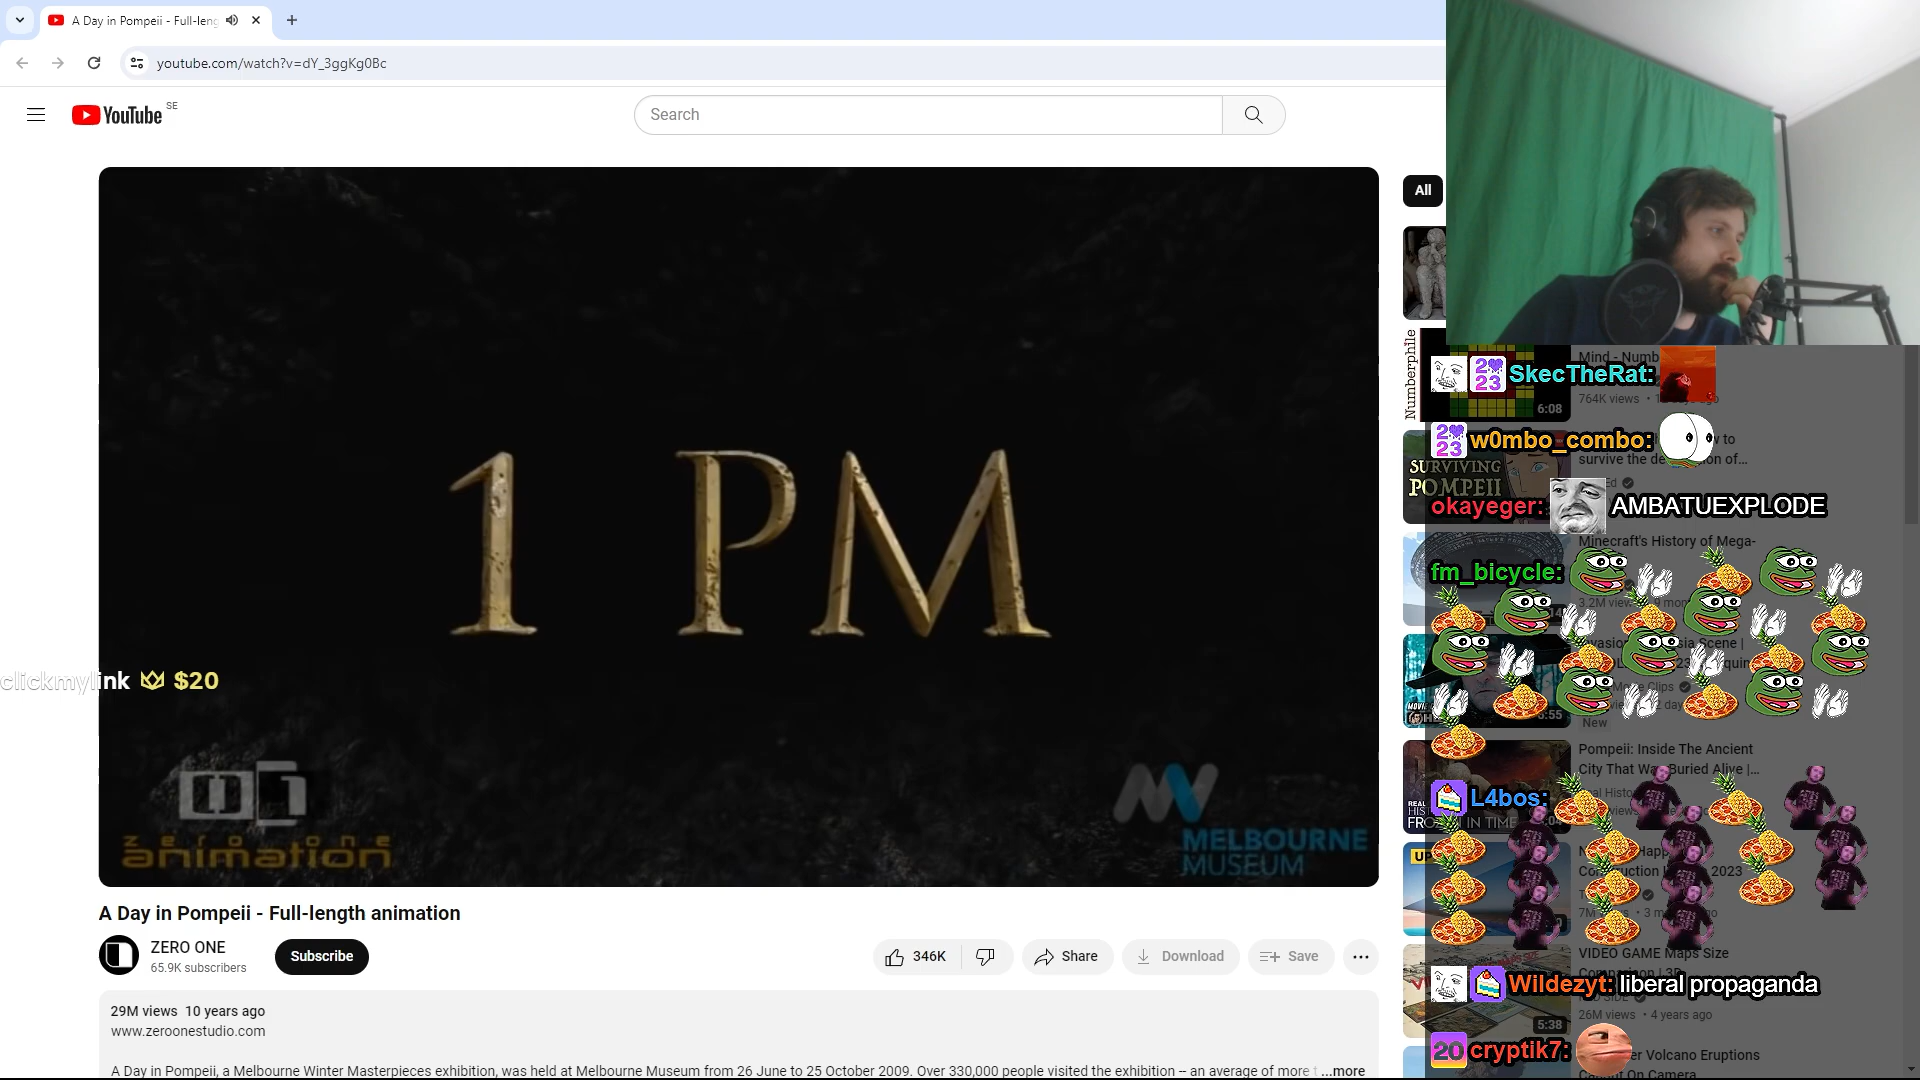 A Day in Pompeii - Full-leng
youtube.com/watch?v=dY_3ggKg0Bc
YouTube SE
Search
All
1 PM
clickmylink $20
animation
MELBOURNE
MUSEUM
A Day in Pompeii - Full-length animation
ZERO ONE
65.9K subscribers
Subscribe
346K
Share
Download
Save
29M views 10 years ago
www.zeroonestudio.com
A Day in Pompeii, a Melbourne Winter Masterpieces exhibition, was held at Melbourne Museum from 26 June to 25 October 2009. Over 330,000 people visited the exhibition -- an average of more t ...more
Numberphile
Mind - Numb
764K views
6:08
SkecTheRat:
2023
w0mbo_combo:
SURVIVING
POMPEII
okayeger: AMBATUEXPLODE
Minecraft's History of Mega-
fm_bicycle:
New
Pompeii: Inside The Ancient
City That Was Buried Alive |...
L4bos:
VIDEO GAME Maps Size
Wildezyt: liberal propaganda
26M views • 4 years ago
5:38
20 cryptik7:
er Volcano Eruptions